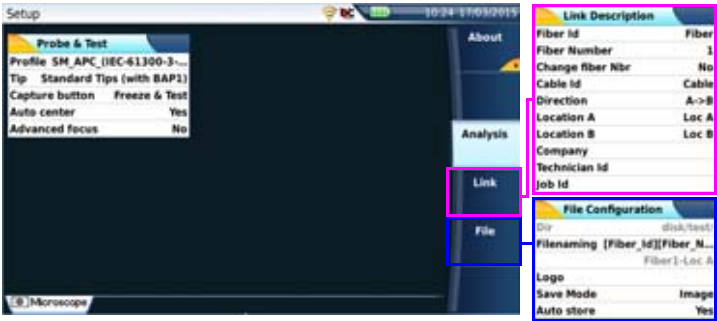 Setup
BC
10:24 17/03/2015
Probe & Test
Profile SM_APC_(IEC-61300-3-...
Tip Standard Tips (with BAP1)
Capture button Freeze & Test
Auto center Yes
Advanced focus No
About
Analysis
Link
File
Microscope
Link Description
Fiber Id Fiber
Fiber Number 1
Change fiber Nbr No
Cable Id Cable
Direction A->B
Location A Loc A
Location B Loc B
Company
Technician Id
Job Id
File Configuration
Dir disk/test/
Filenaming [Fiber_Id][Fiber_N...
Fiber1-Loc A
Logo
Save Mode Image
Auto store Yes